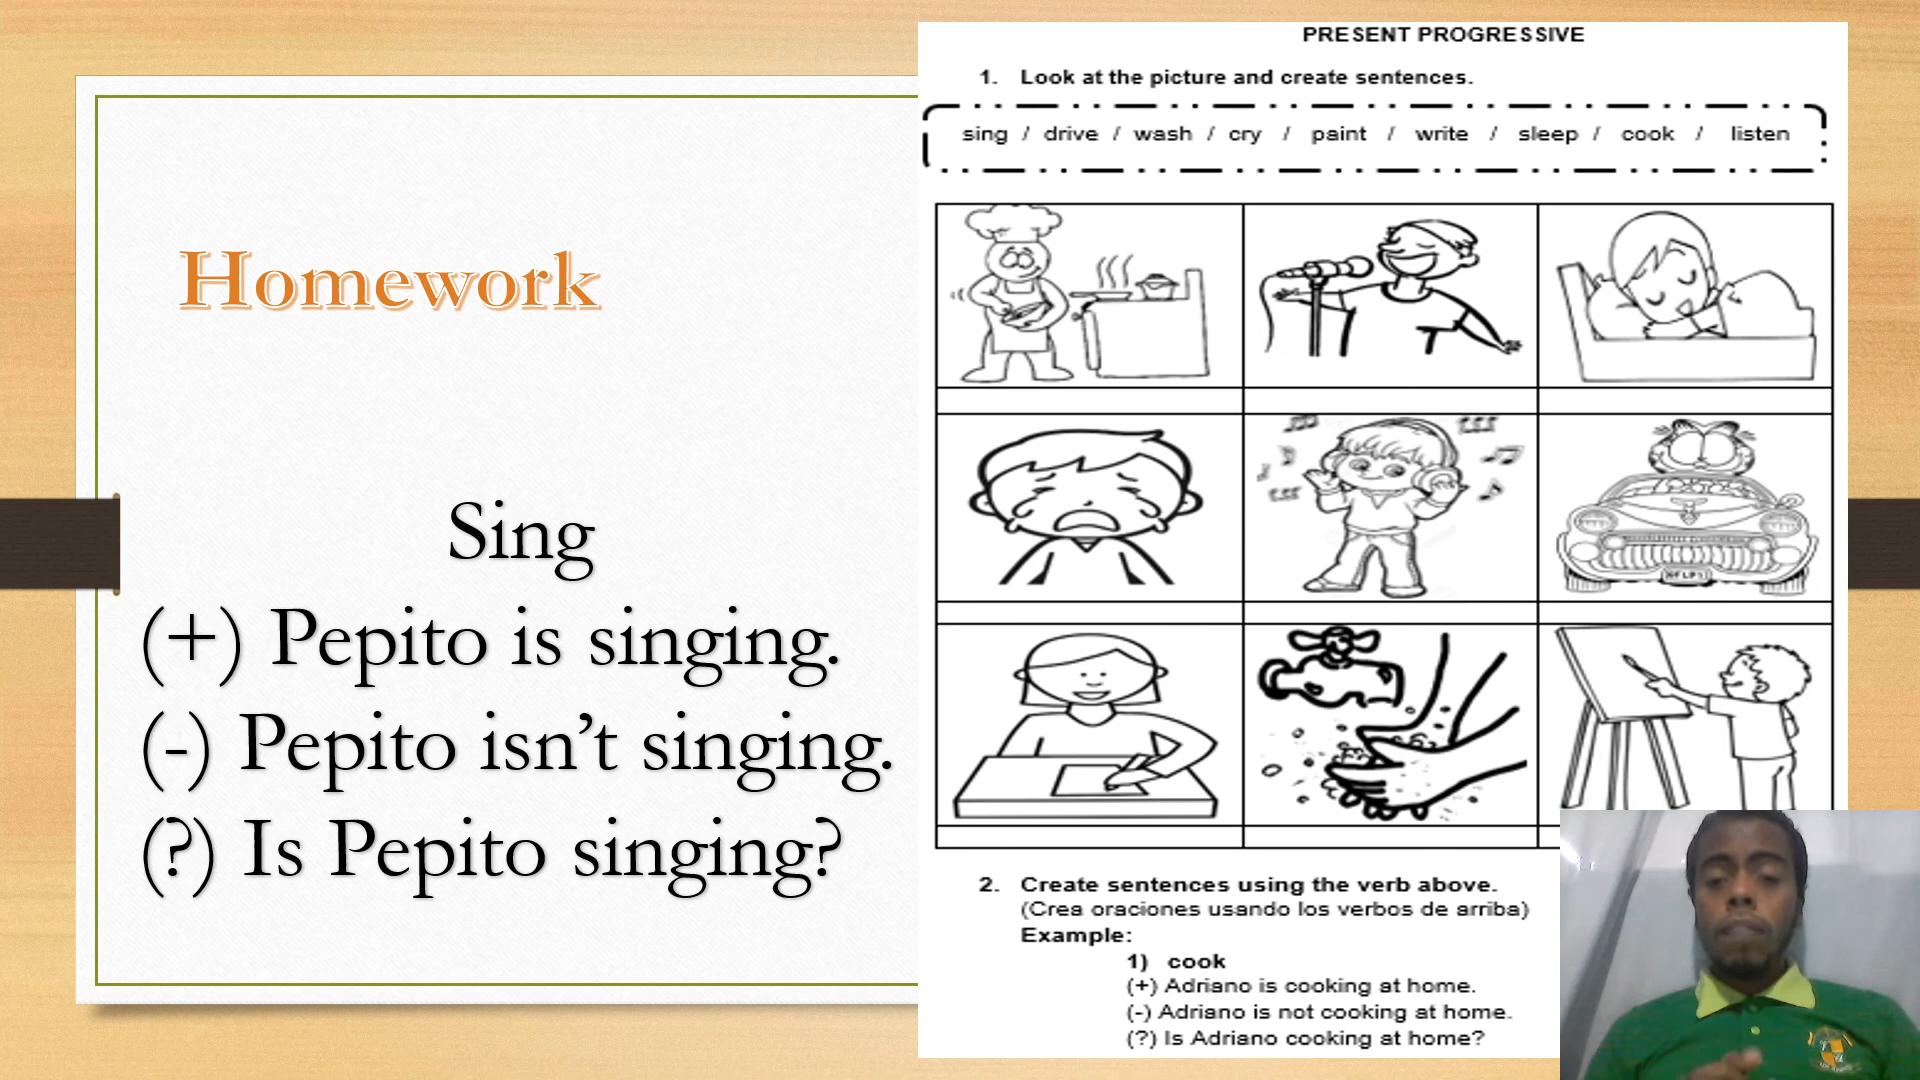 Homework
Sing
(+) Pepito is singing.
(-) Pepito isn’t singing.
(?) Is Pepito singing?
PRESENT PROGRESSIVE
1. Look at the picture and create sentences.
sing / drive / wash / cry / paint / write / sleep / cook / listen
2. Create sentences using the verb above.
(Crea oraciones usando los verbos de arriba)
Example:
1) cook
(+) Adriano is cooking at home.
(-) Adriano is not cooking at home.
(?) Is Adriano cooking at home?